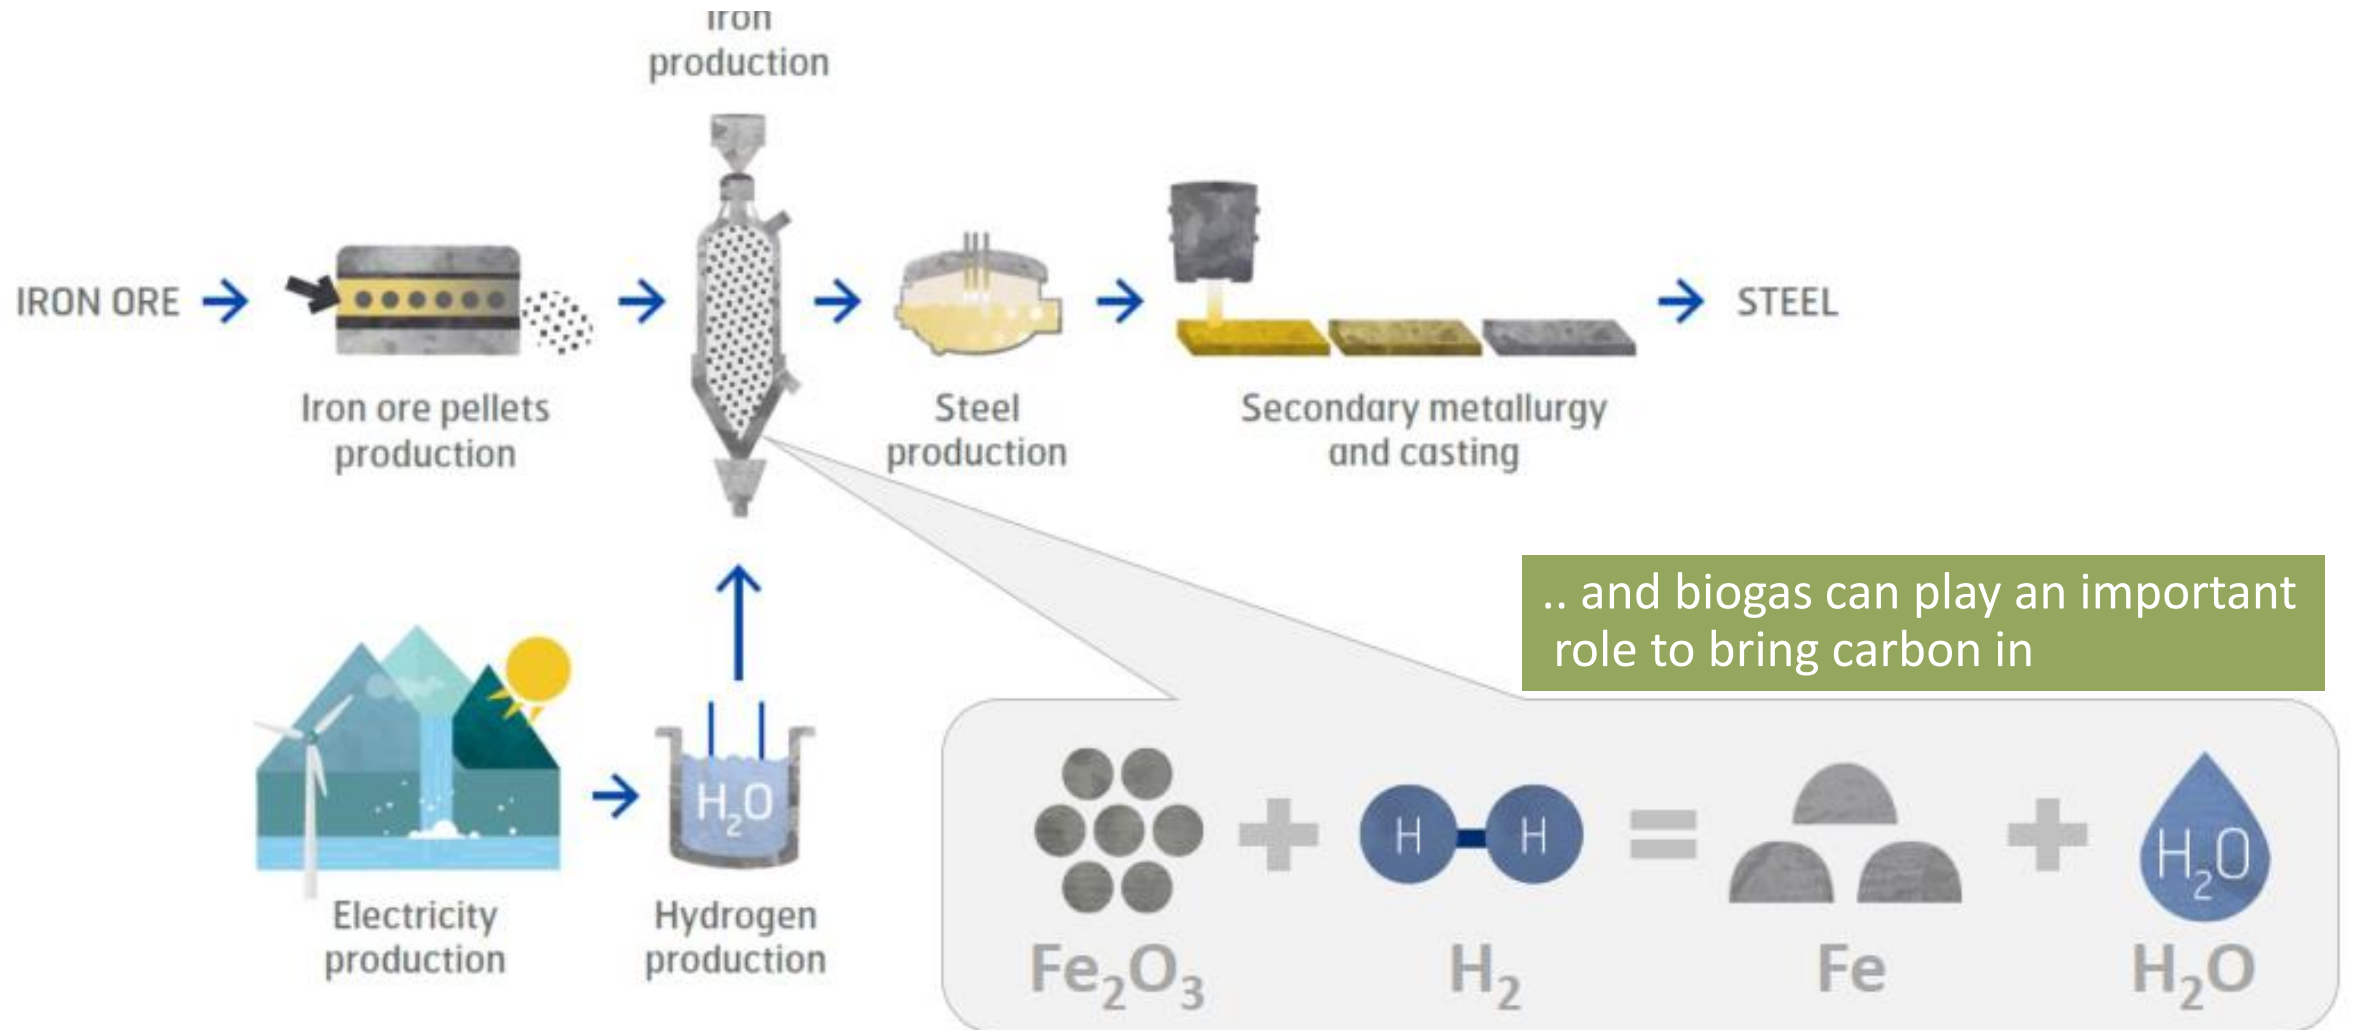 Iron
production
IRON ORE
STEEL
Iron ore pellets
production
Steel
production
Secondary metallurgy
and casting
.. and biogas can play an important
role to bring carbon in
H₂O
H H
H₂O
Electricity
production
Hydrogen
production
Fe₂O₃
H₂
Fe
H₂O